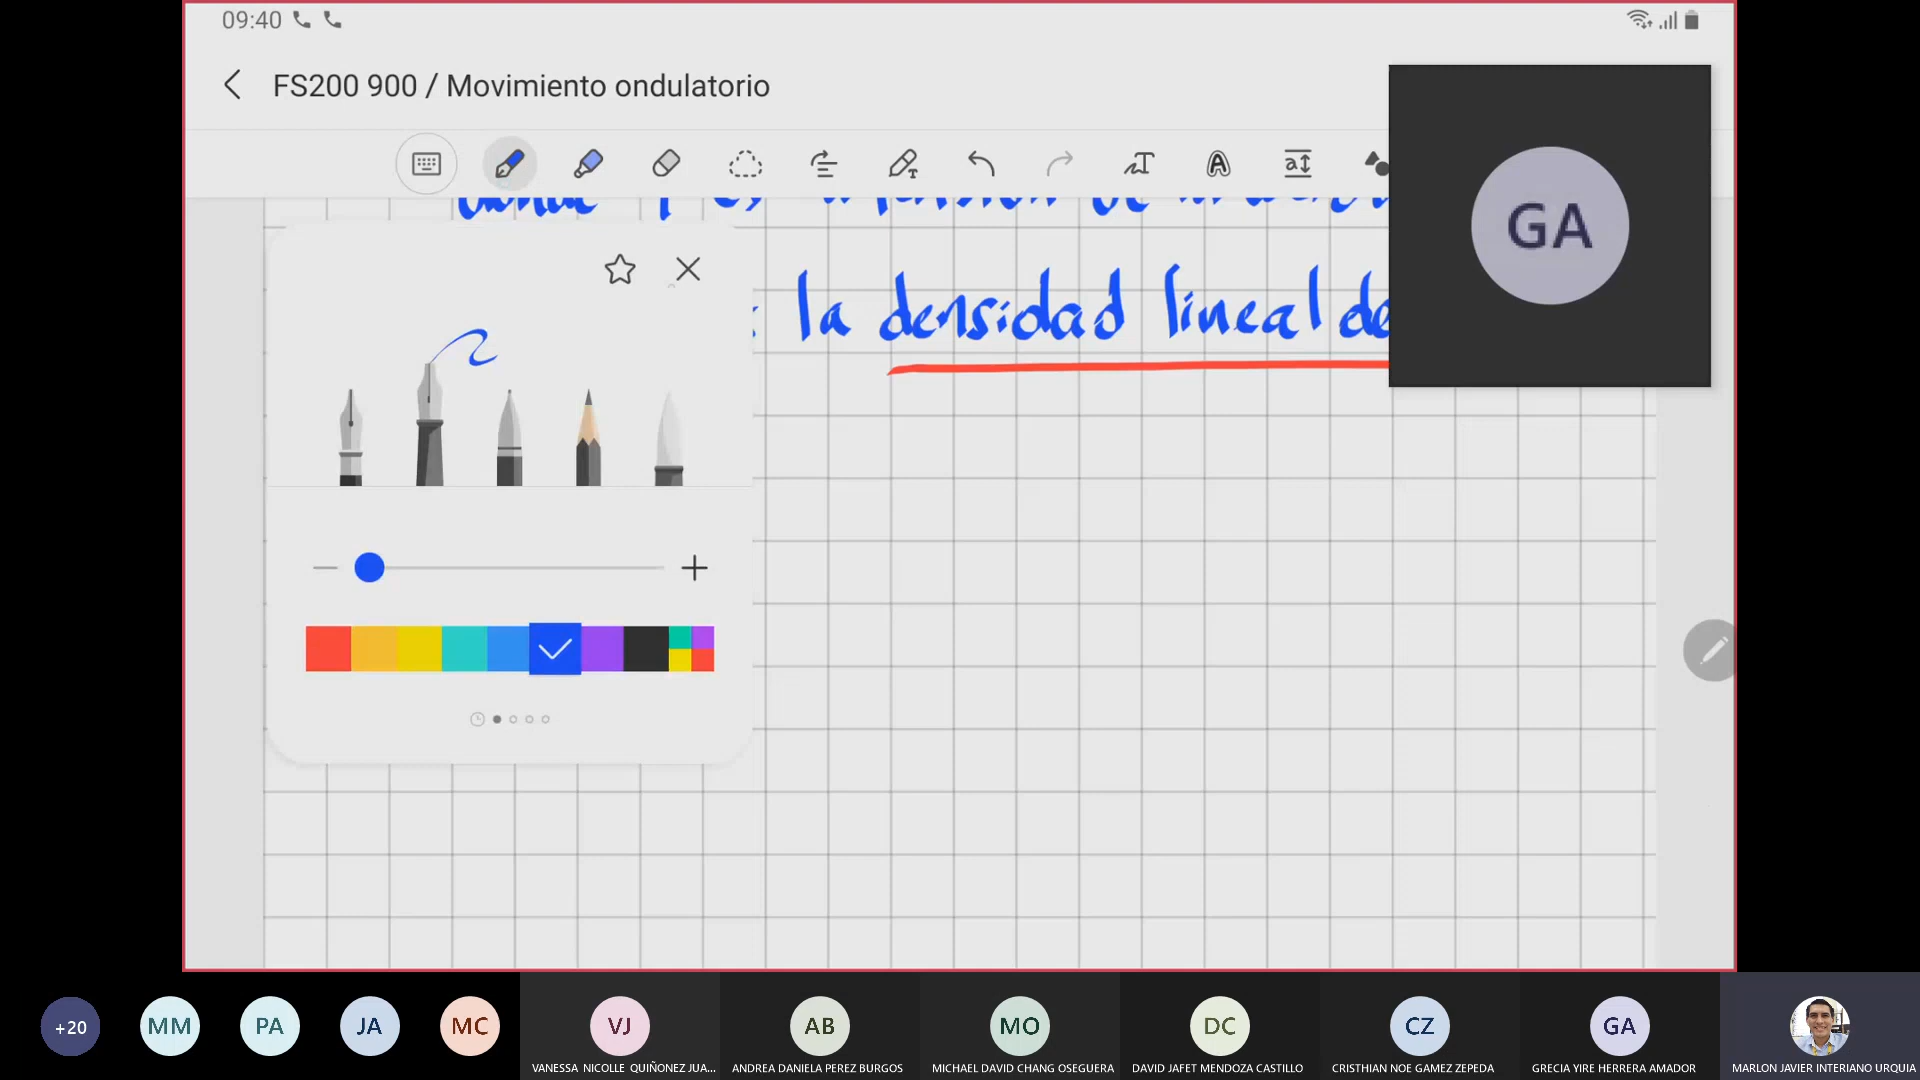 09:40
FS200 900 / Movimiento ondulatorio
GA
la densidad lineal de
+20
MM
PA
JA
MC
VJ
AB
MO
DC
CZ
GA
VANESSA NICOLLE QUIÑONEZ JUA...
ANDREA DANIELA PEREZ BURGOS
MICHAEL DAVID CHANG OSEGUERA
DAVID JAFET MENDOZA CASTILLO
CRISTHIAN NOE GAMEZ ZEPEDA
GRECIA YIRE HERRERA AMADOR
MARLON JAVIER INTERIANO URQUIA